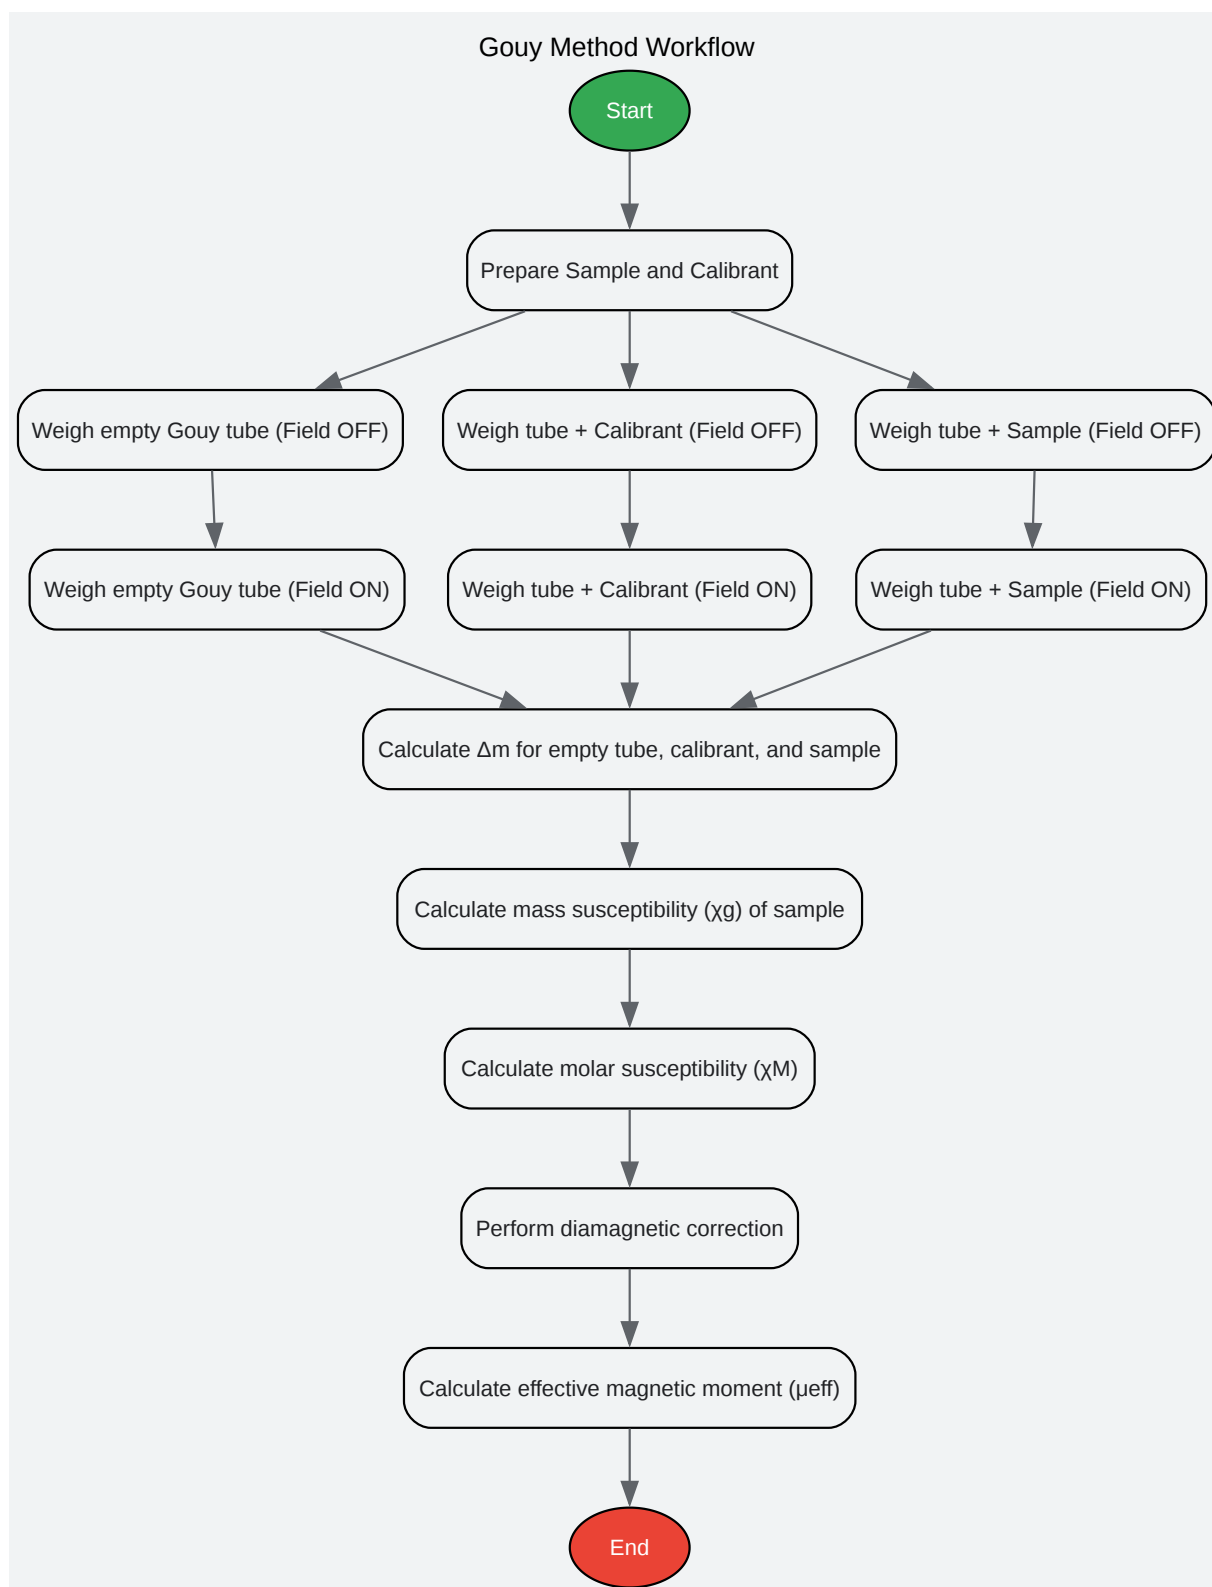 Gouy Method Workflow
Start
Prepare Sample and Calibrant
Weigh empty Gouy tube (Field OFF)
Weigh tube + Calibrant (Field OFF)
Weigh tube + Sample (Field OFF)
Weigh empty Gouy tube (Field ON)
Weigh tube + Calibrant (Field ON)
Weigh tube + Sample (Field ON)
Calculate Δm for empty tube, calibrant, and sample
Calculate mass susceptibility (χg) of sample
Calculate molar susceptibility (χM)
Perform diamagnetic correction
Calculate effective magnetic moment (μeff)
End